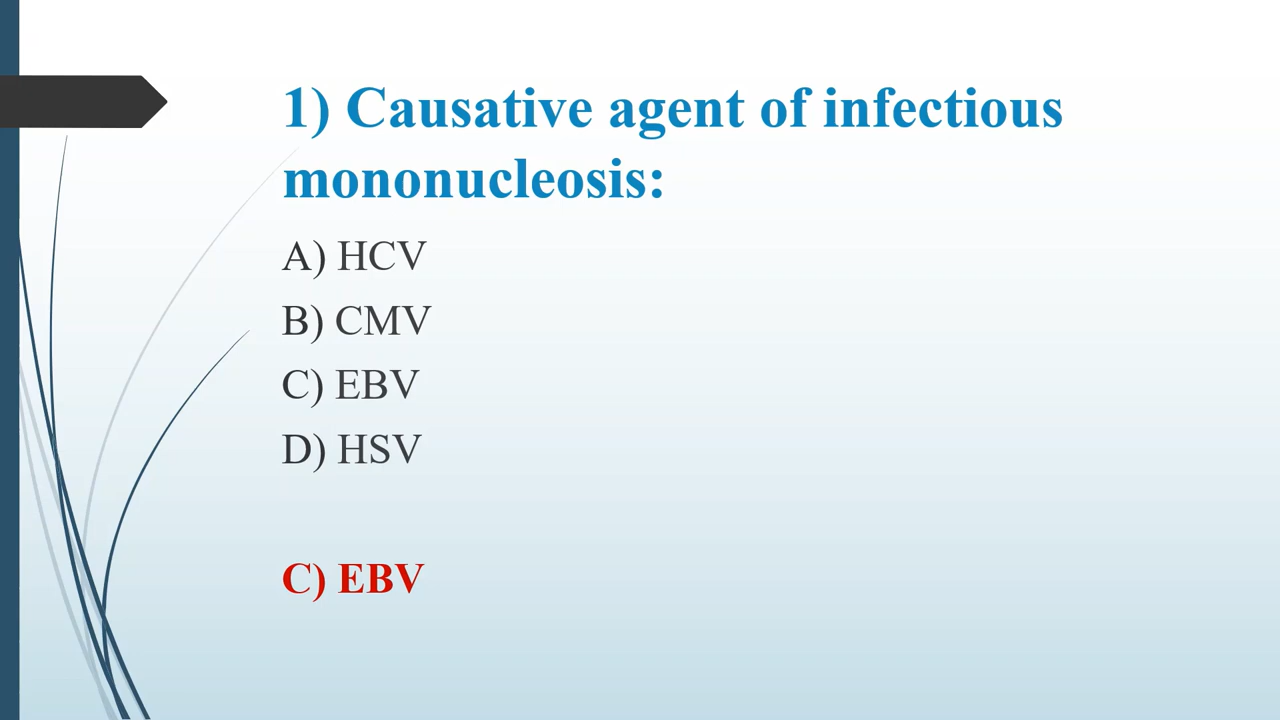 1) Causative agent of infectious
mononucleosis:
A) HCV
B) CMV
C) EBV
D) HSV
C) EBV